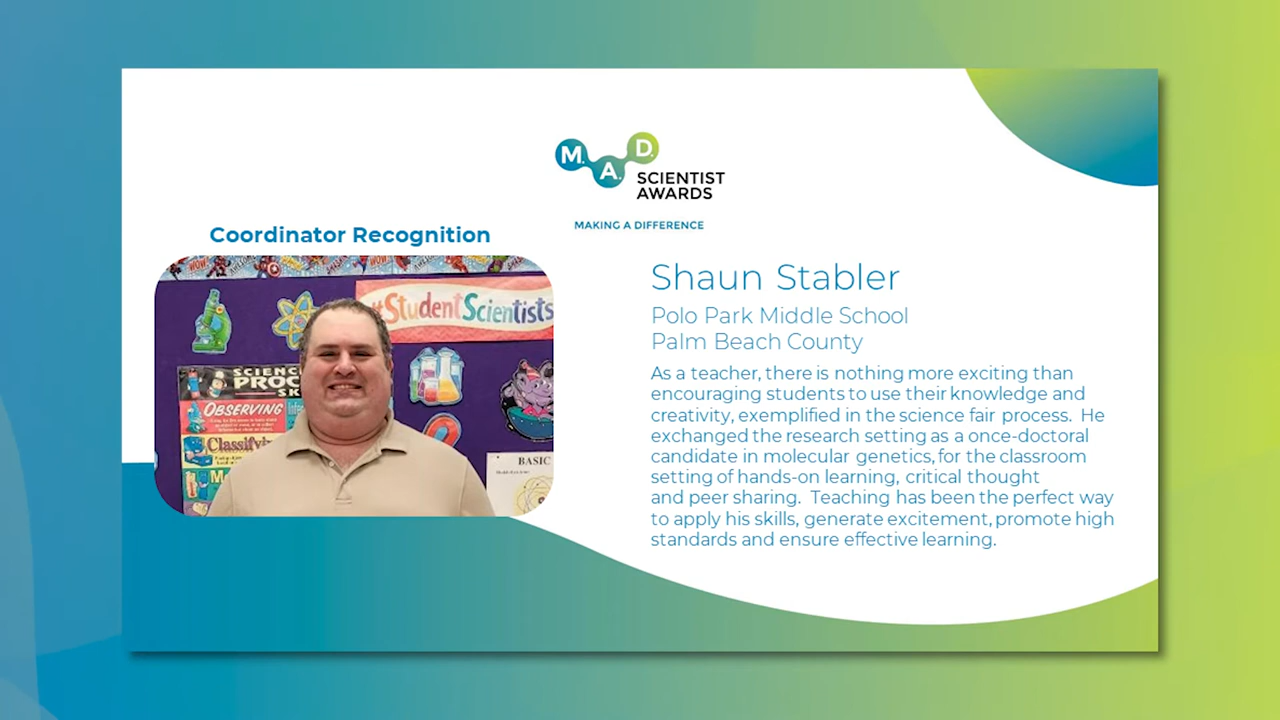 M.
A.
D.
SCIENTIST
AWARDS
MAKING A DIFFERENCE
Coordinator Recognition
#StudentScientists
SCIENC
PROC
SK
OBSERVING
Classifyi
BASIC
Shaun Stabler
Polo Park Middle School
Palm Beach County
As a teacher, there is nothing more exciting than
encouraging students to use their knowledge and
creativity, exemplified in the science fair process.  He
exchanged the research setting as a once-doctoral
candidate in molecular genetics, for the classroom
setting of hands-on learning, critical thought
and peer sharing.  Teaching has been the perfect way
to apply his skills, generate excitement, promote high
standards and ensure effective learning.